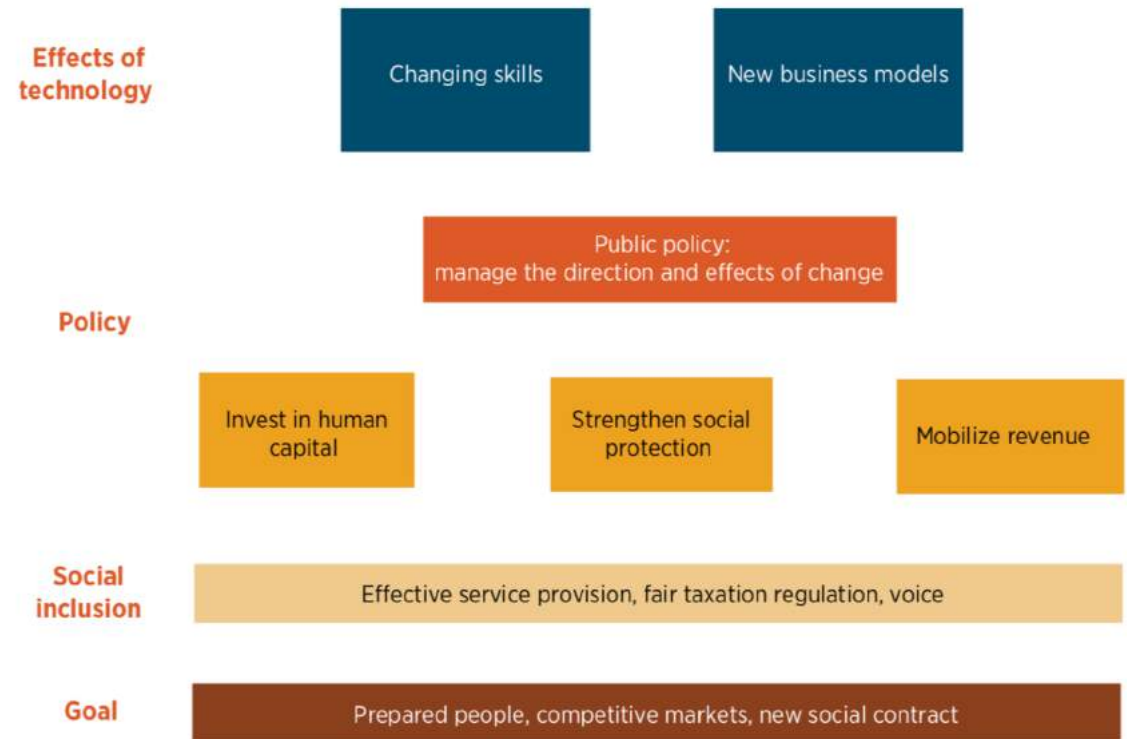 Effects of
technology
Changing skills
New business models
Public policy:
manage the direction and effects of change
Policy
Invest in human
capital
Strengthen social
protection
Mobilize revenue
Social
inclusion
Effective service provision, fair taxation regulation, voice
Goal
Prepared people, competitive markets, new social contract